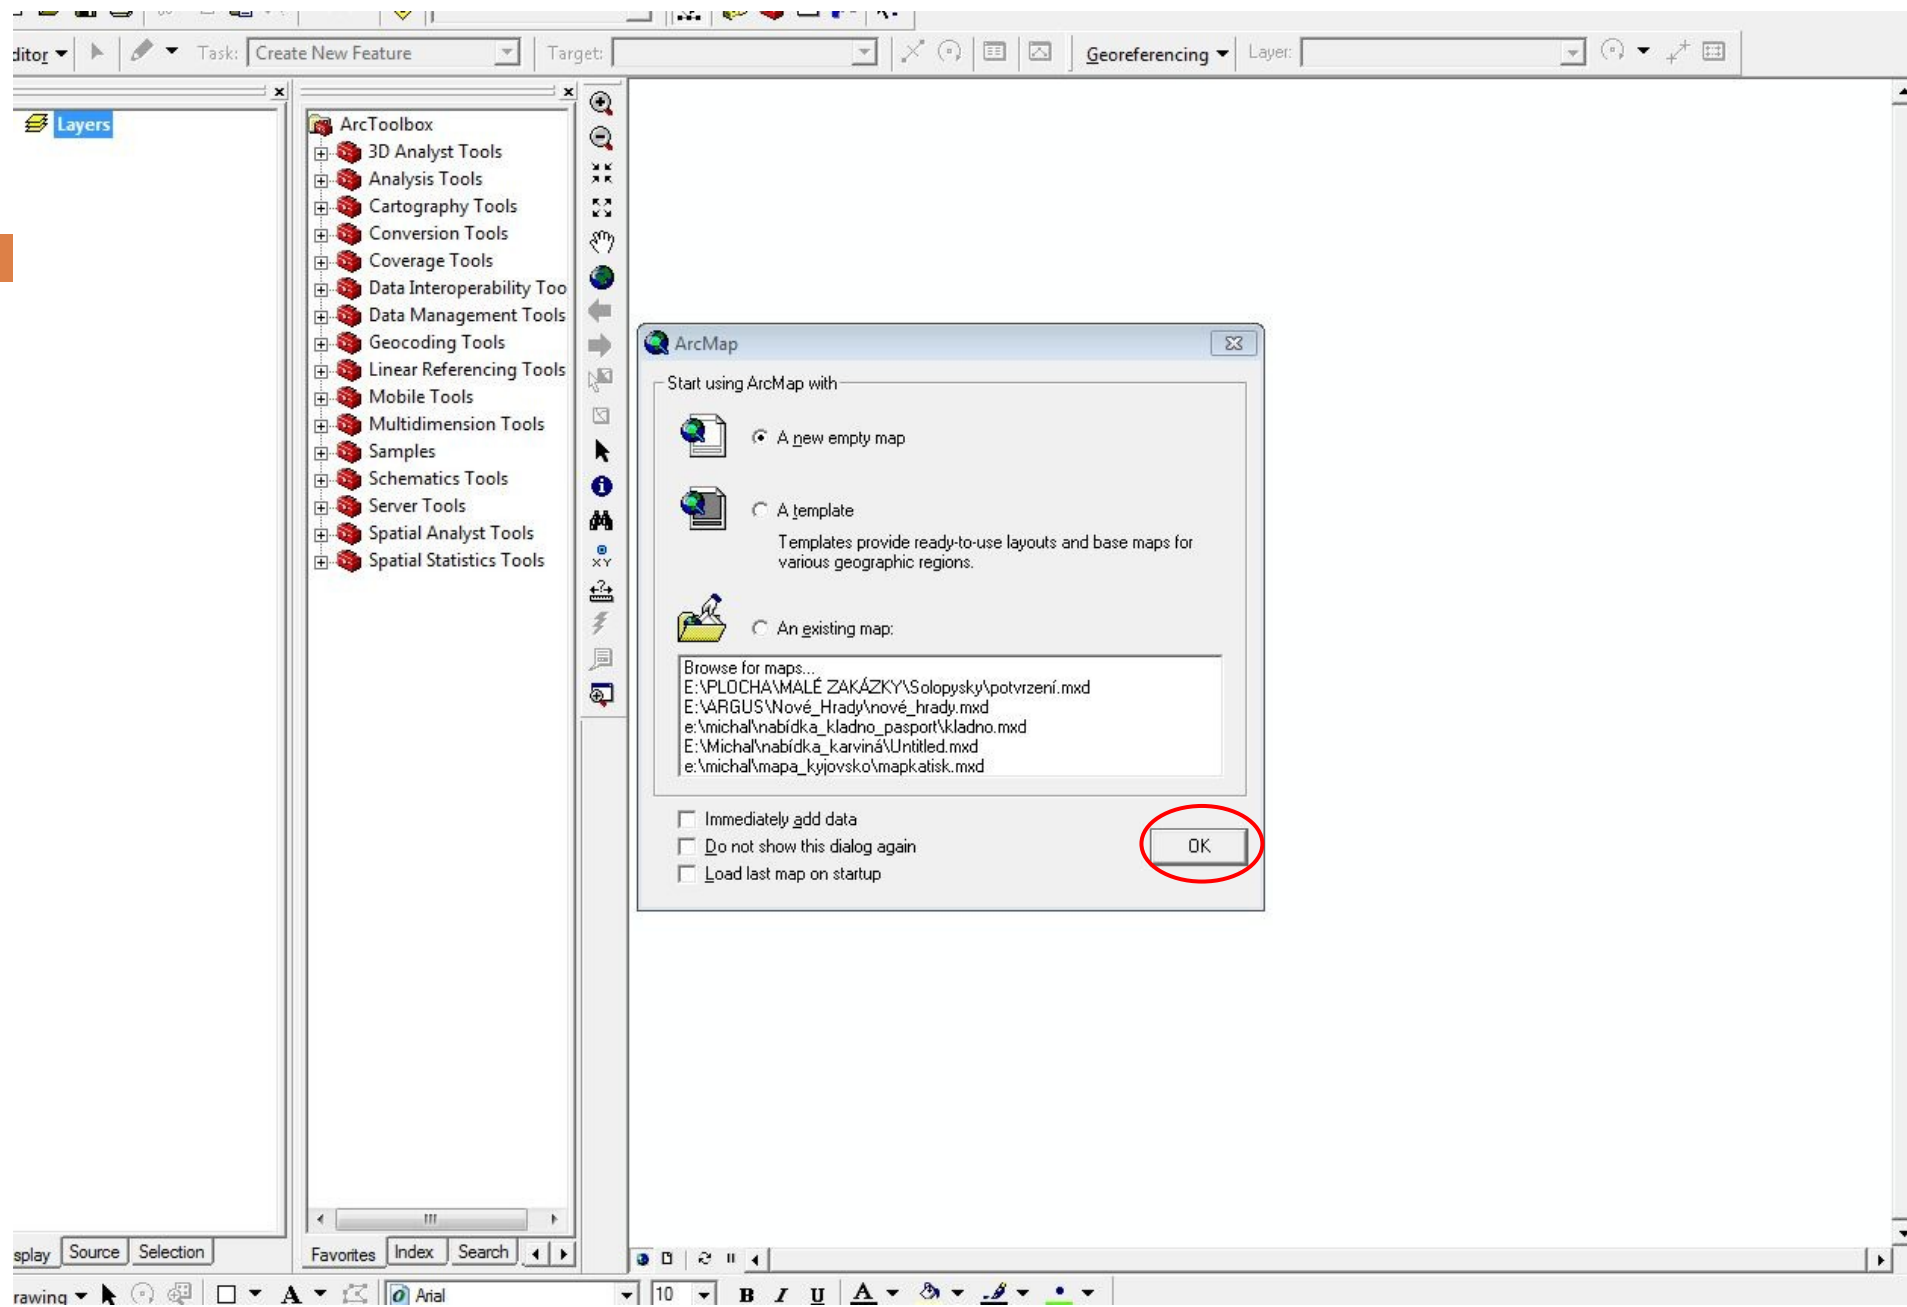 ditor
Task: Create New Feature
Target:
Georeferencing
Layer:
Layers
ArcToolbox
3D Analyst Tools
Analysis Tools
Cartography Tools
Conversion Tools
Coverage Tools
Data Interoperability Too
Data Management Tools
Geocoding Tools
Linear Referencing Tools
Mobile Tools
Multidimension Tools
Samples
Schematics Tools
Server Tools
Spatial Analyst Tools
Spatial Statistics Tools
XY
ArcMap
Start using ArcMap with
A new empty map
A template
Templates provide ready-to-use layouts and base maps for
various geographic regions.
An existing map:
Browse for maps...
E:\PLOCHA\MALÉ ZAKÁZKY\Solopysky\potvrzení.mxd
E:\ARGUS\Nové_Hrady\nové_hrady.mxd
e:\michal\nabídka_kladno_pasport\kladno.mxd
E:\Michal\nabídka_karviná\Untitled.mxd
e:\michal\mapa_kyjovsko\mapkatisk.mxd
Immediately add data
Do not show this dialog again
Load last map on startup
OK
splay Source Selection
Favorites Index Search
rawing A Arial 10 B I U A